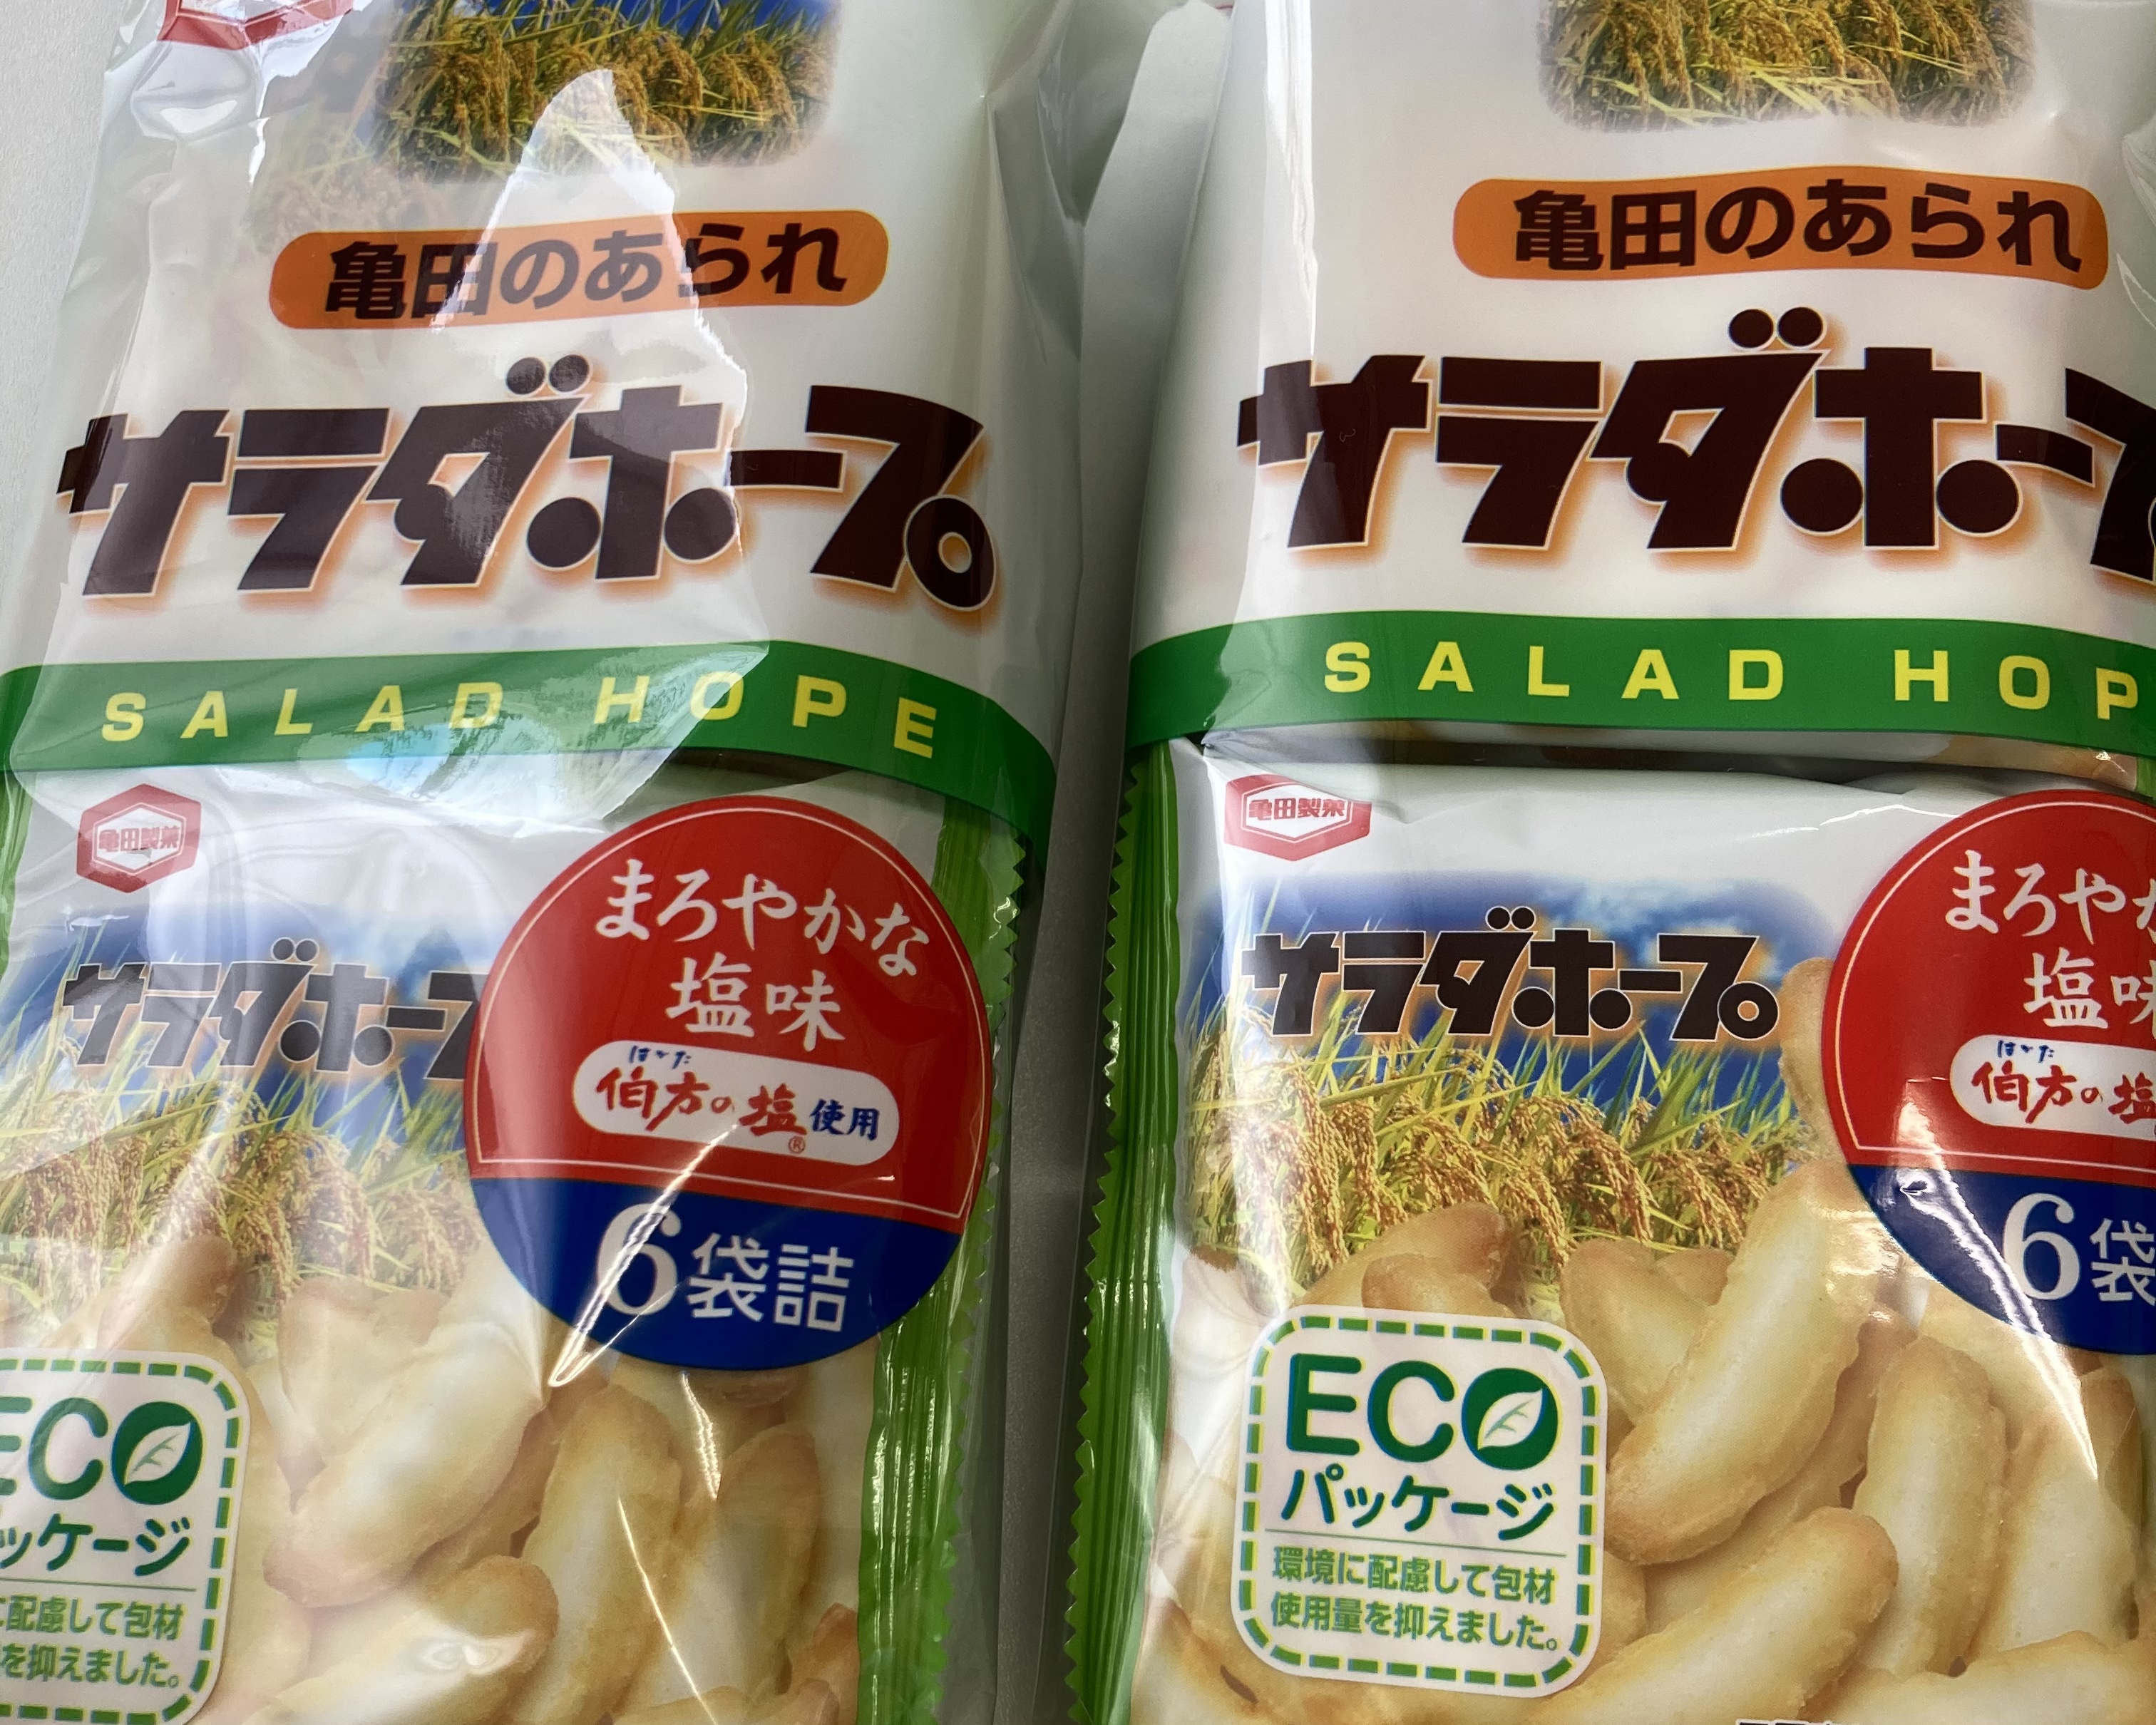 亀田のあられ
サラダホープ
SALAD HOPE
亀田製菓
サラダホープ
まろやかな
塩味
はかた
伯方の塩®使用
6袋詰
ECO
ッケージ
に配慮して包材
を抑えました。
亀田のあられ
サラダホー
SALAD HOP
亀田製菓
サラダホープ
まろやか
塩味
はかた
伯方の塩
6袋
ECO
パッケージ
環境に配慮して包材
使用量を抑えました。